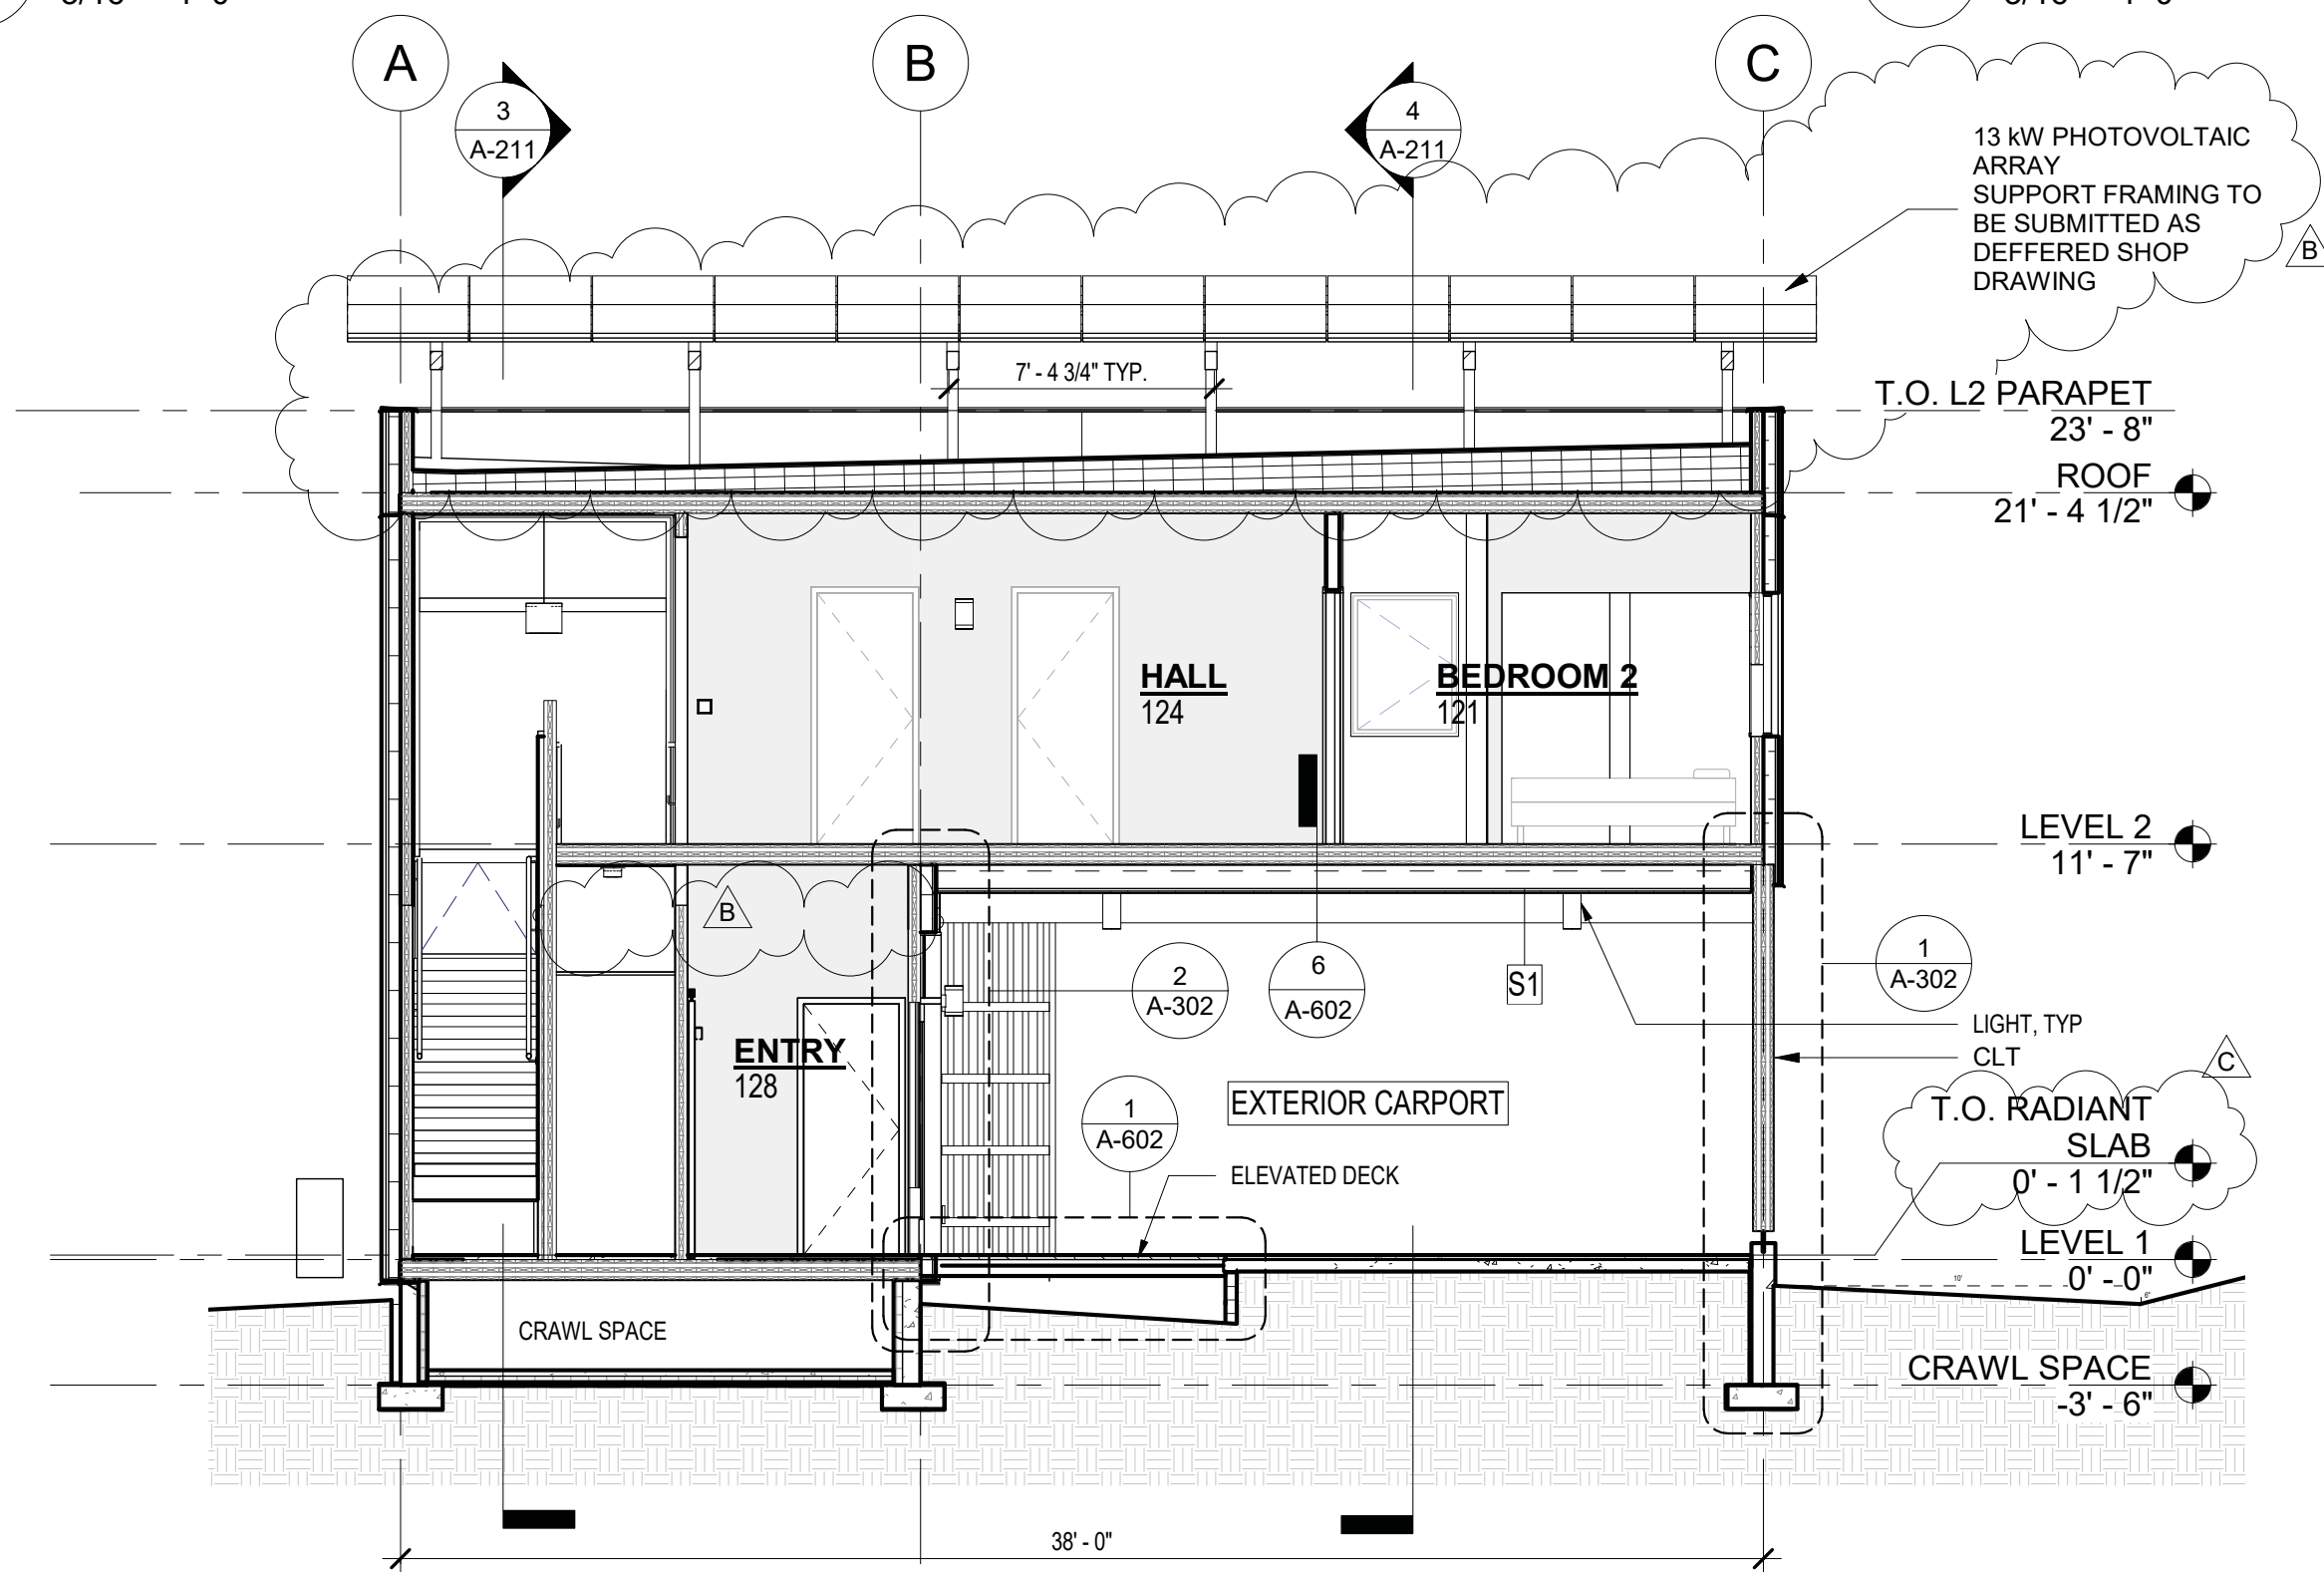 A
B
C
3
A-211
4
A-211
13 kW PHOTOVOLTAIC
ARRAY
SUPPORT FRAMING TO
BE SUBMITTED AS
DEFFERED SHOP
DRAWING
B
7' - 4 3/4" TYP.
T.O. L2 PARAPET
23' - 8"
ROOF
21' - 4 1/2"
HALL
124
BEDROOM 2
121
LEVEL 2
11' - 7"
B
2
A-302
6
A-602
S1
1
A-302
LIGHT, TYP
CLT
C
ENTRY
128
1
A-602
EXTERIOR CARPORT
ELEVATED DECK
T.O. RADIANT
SLAB
0' - 1 1/2"
LEVEL 1
0' - 0"
10'
6"
CRAWL SPACE
CRAWL SPACE
-3' - 6"
38' - 0"